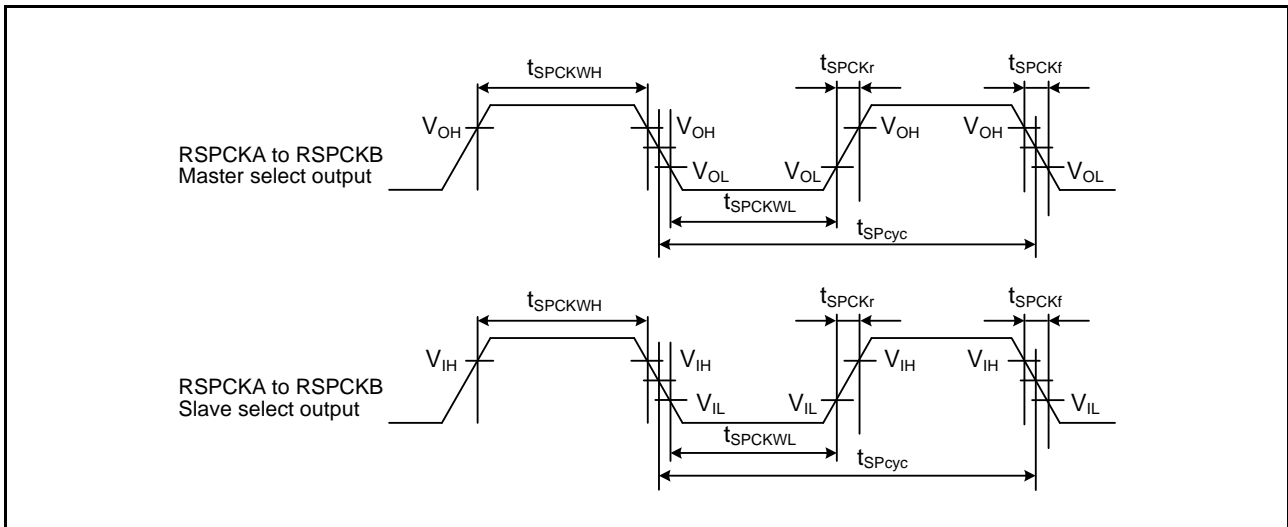 tSPCKWH
tSPCKr
tSPCKf
VOH
VOH
VOH
VOH
RSPCKA to RSPCKB
Master select output
VOL
VOL
VOL
tSPCKWL
tSPcyc
tSPCKWH
tSPCKr
tSPCKf
VIH
VIH
VIH
VIH
RSPCKA to RSPCKB
Slave select output
VIL
VIL
VIL
tSPCKWL
tSPcyc